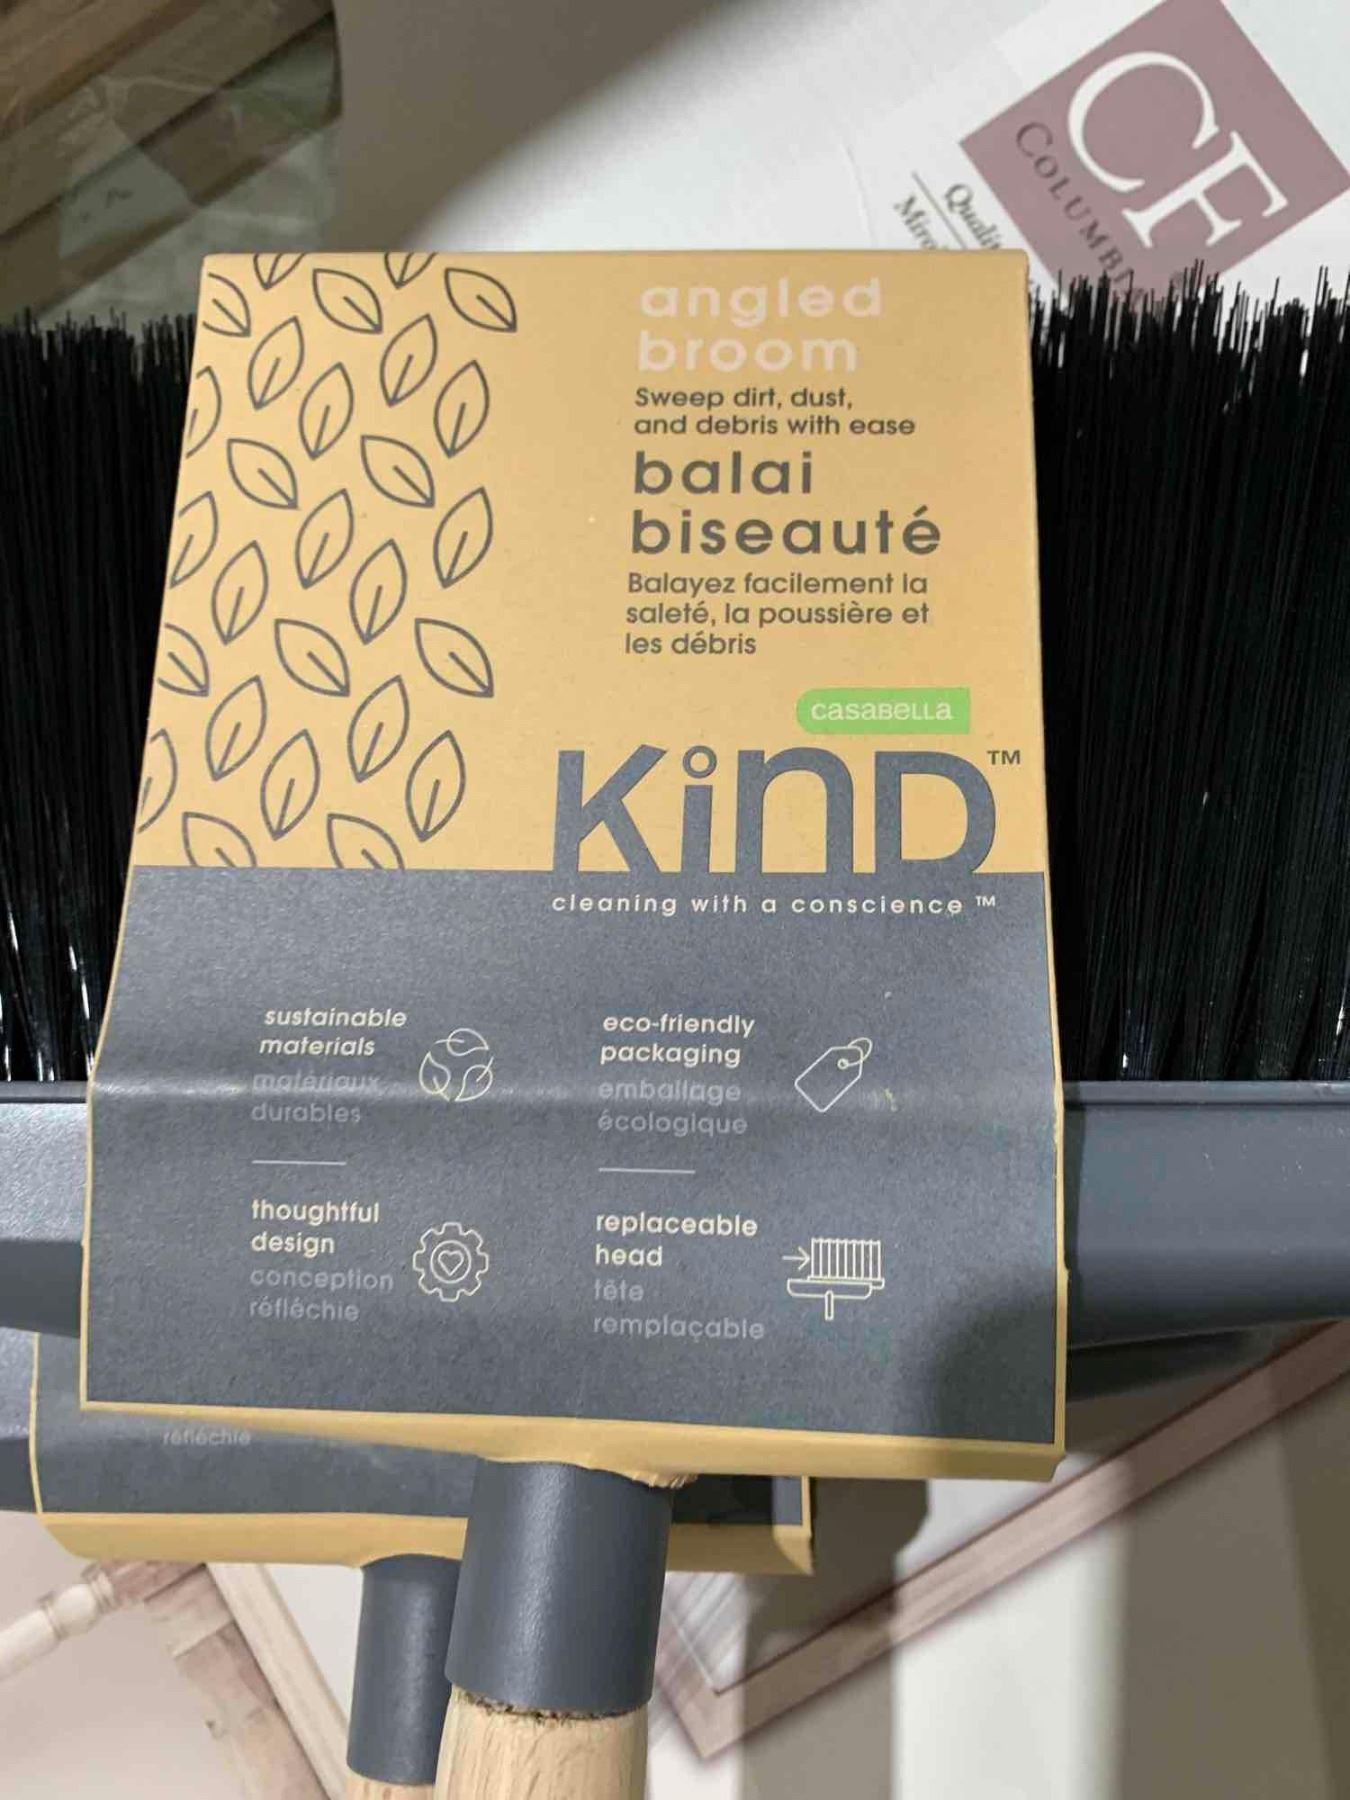 CF
COLUMBI
angled
broom
Sweep dirt, dust,
and debris with ease
balai
biseauté
Balayez facilement la
saleté, la poussière et
les débris
casaBella
KinD™
cleaning with a conscience™
sustainable
materials
matériaux
durables
eco-friendly
packaging
emballage
écologique
thoughtful
design
conception
réfléchie
replaceable
head
tête
remplaçable
réfléchie